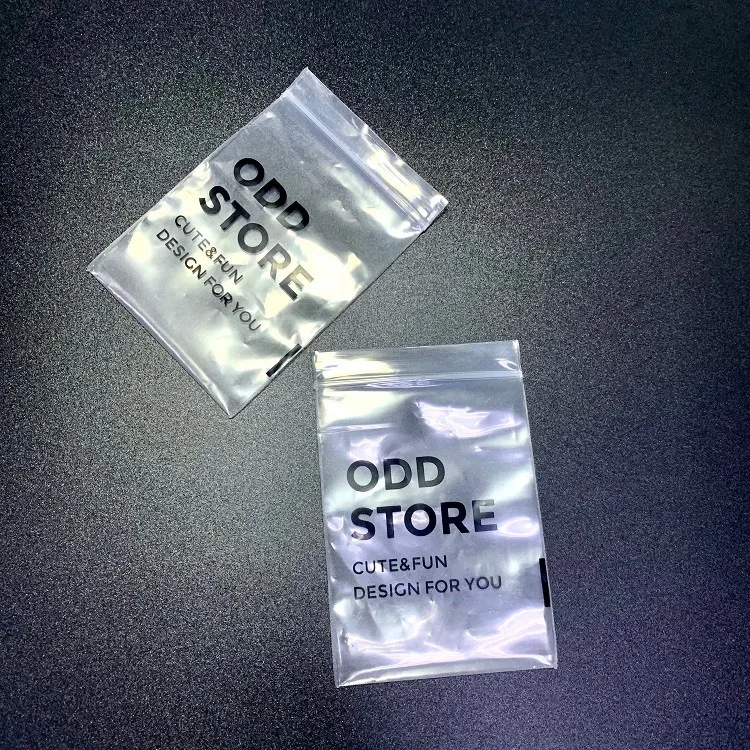 ODD
STORE
CUTE&FUN
DESIGN FOR YOU
ODD
STORE
CUTE&FUN
DESIGN FOR YOU